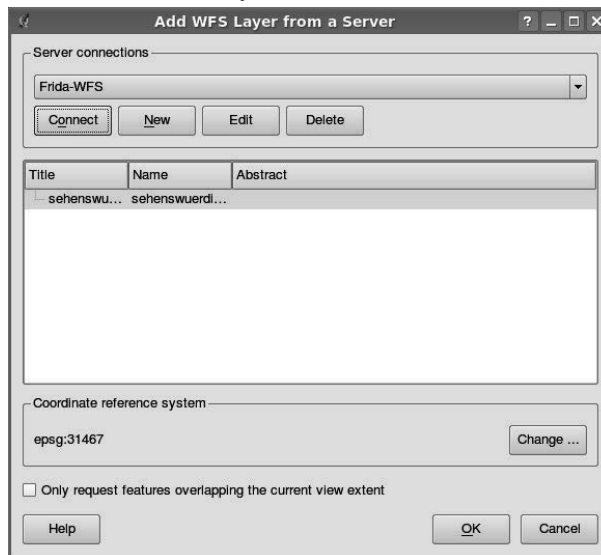 Add WFS Layer from a Server
Server connections
Frida-WFS
Connect New Edit Delete
Title Name Abstract
sehenswu... sehenswuerdi...
Coordinate reference system
epsg:31467 Change ...
Only request features overlapping the current view extent
Help OK Cancel